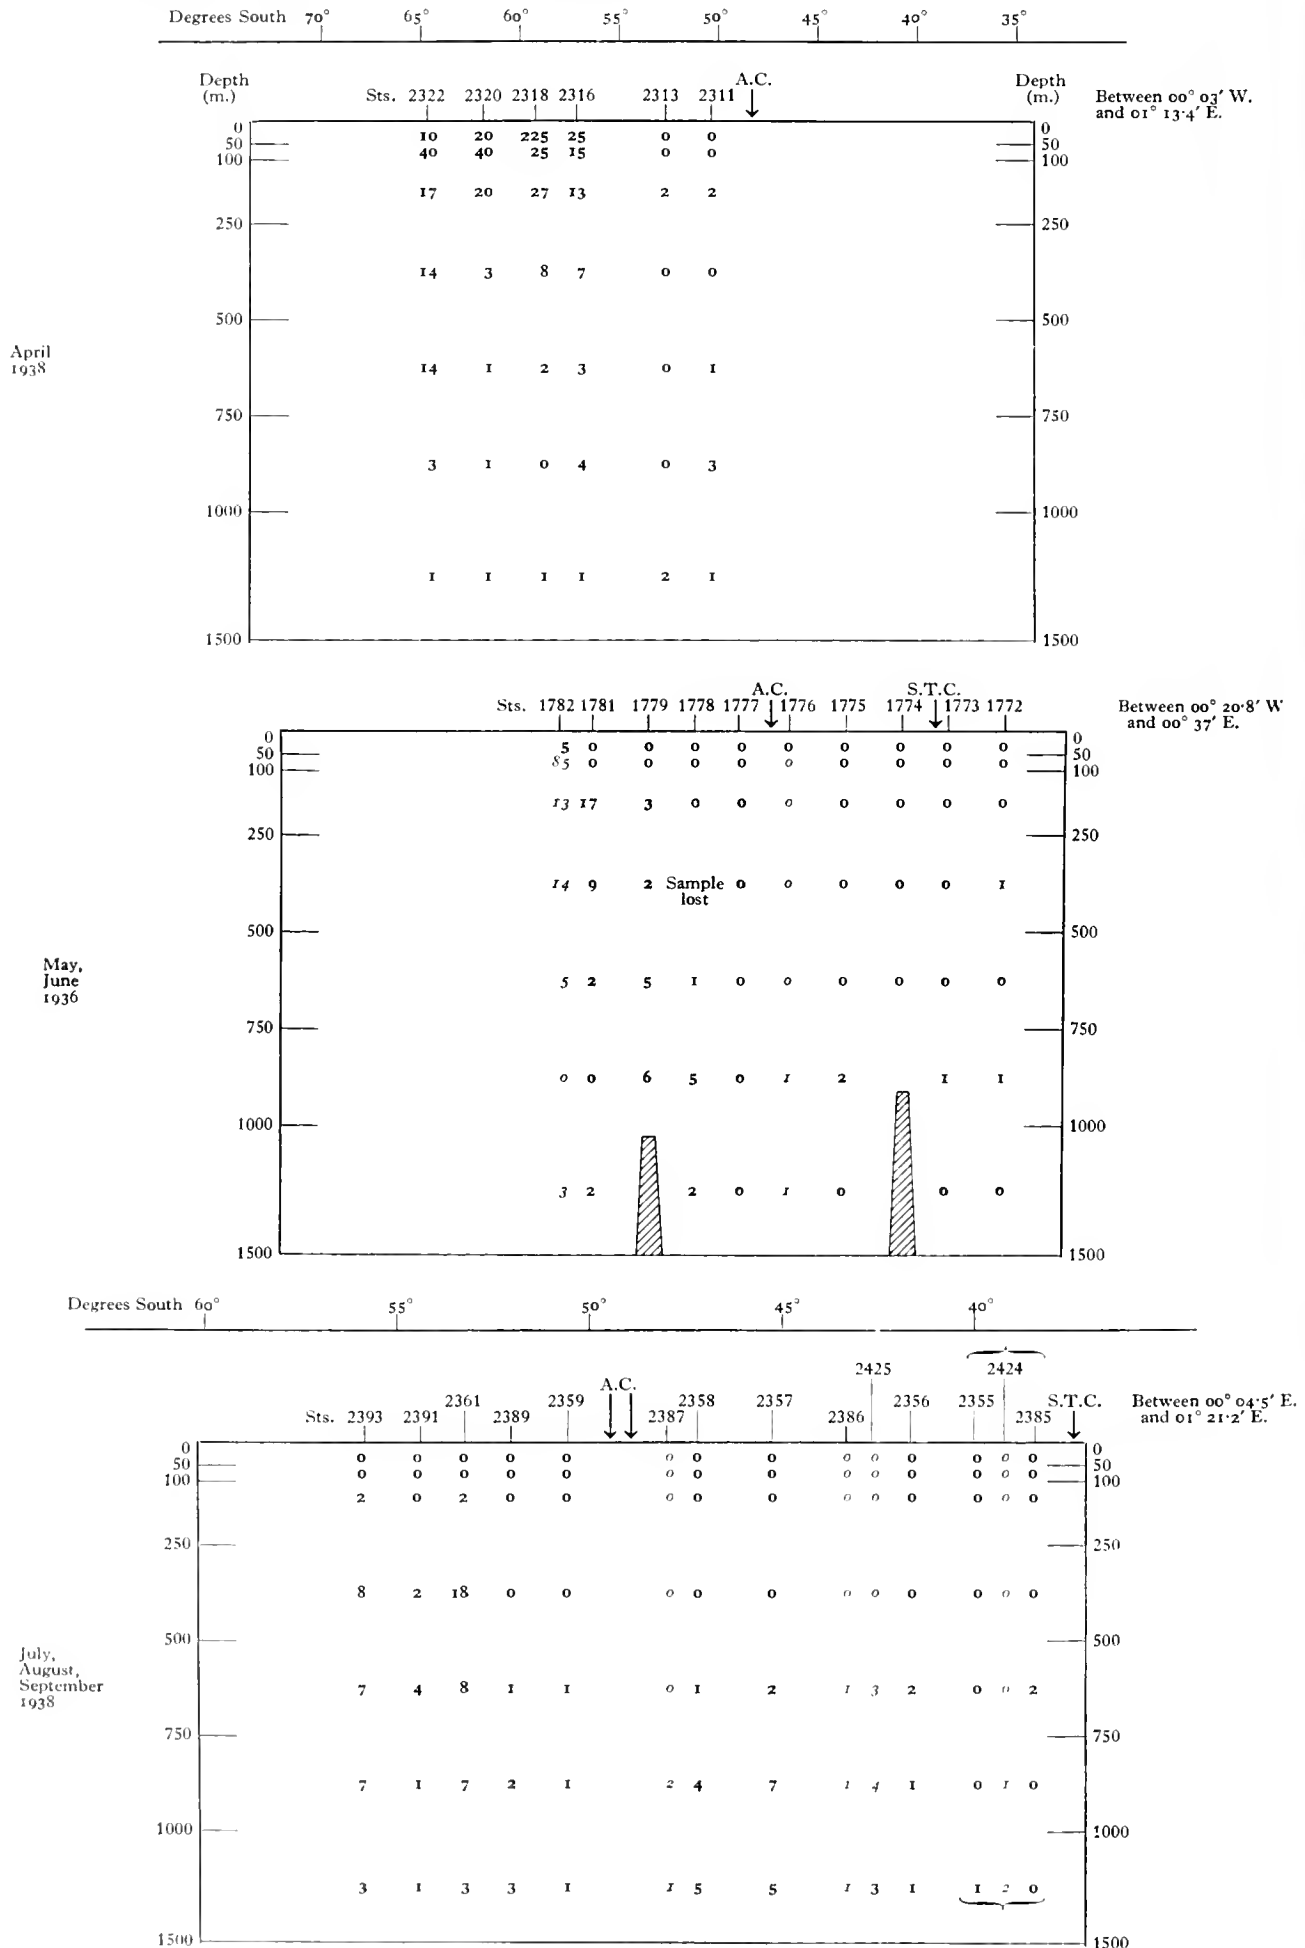 Degrees South 70° 65° 60° 55° 50° 45° 40° 35°
Depth (m.) A.C. Depth (m.)
Sts. 2322 2320 2318 2316 2313 2311
Between 00° 03′ W.
and 01° 13·4′ E.
0 10 20 225 25 0 0 0
50 50
40 40 25 15 0 0
100 100
17 20 27 13 2 2
250 250
14 3 8 7 0 0
500 500
April
1938
14 1 2 3 0 1
750 750
3 1 0 4 0 3
1000 1000
1 1 1 1 2 1
1500 1500
A.C. S.T.C.
Sts. 1782 1781 1779 1778 1777 1776 1775 1774 1773 1772
Between 00° 20·8′ W
and 00° 37′ E.
0 0
5 0 0 0 0 0 0 0 0 0
50 50
85 0 0 0 0 0 0 0 0 0
100 100
13 17 3 0 0 0 0 0 0 0
250 250
14 9 2 Sample lost 0 0 0 0 0 1
500 500
May,
June
1936
5 2 5 1 0 0 0 0 0 0
750 750
0 0 6 5 0 1 2 1 1
1000 1000
3 2 2 0 1 0 0 0
1500 1500
Degrees South 60° 55° 50° 45° 40°
2425 2424
A.C.
2361 2359 2358 2357 2356 2355 S.T.C.
Sts. 2393 2391 2389 2387 2386 2385
Between 00° 04·5′ E.
and 01° 21·2′ E.
0 0
0 0 0 0 0 0 0 0 0 0 0 0 0 0
50 50
0 0 0 0 0 0 0 0 0 0 0 0 0 0
100 100
2 0 2 0 0 0 0 0 0 0 0 0 0 0
250 250
8 2 18 0 0 0 0 0 0 0 0 0 0 0
500 500
July,
August,
September
1938
7 4 8 1 1 0 1 2 1 3 2 0 0 2
750 750
7 1 7 2 1 2 4 7 1 4 1 0 1 0
1000 1000
3 1 3 3 1 1 5 5 1 3 1 1 2 0
1500 1500